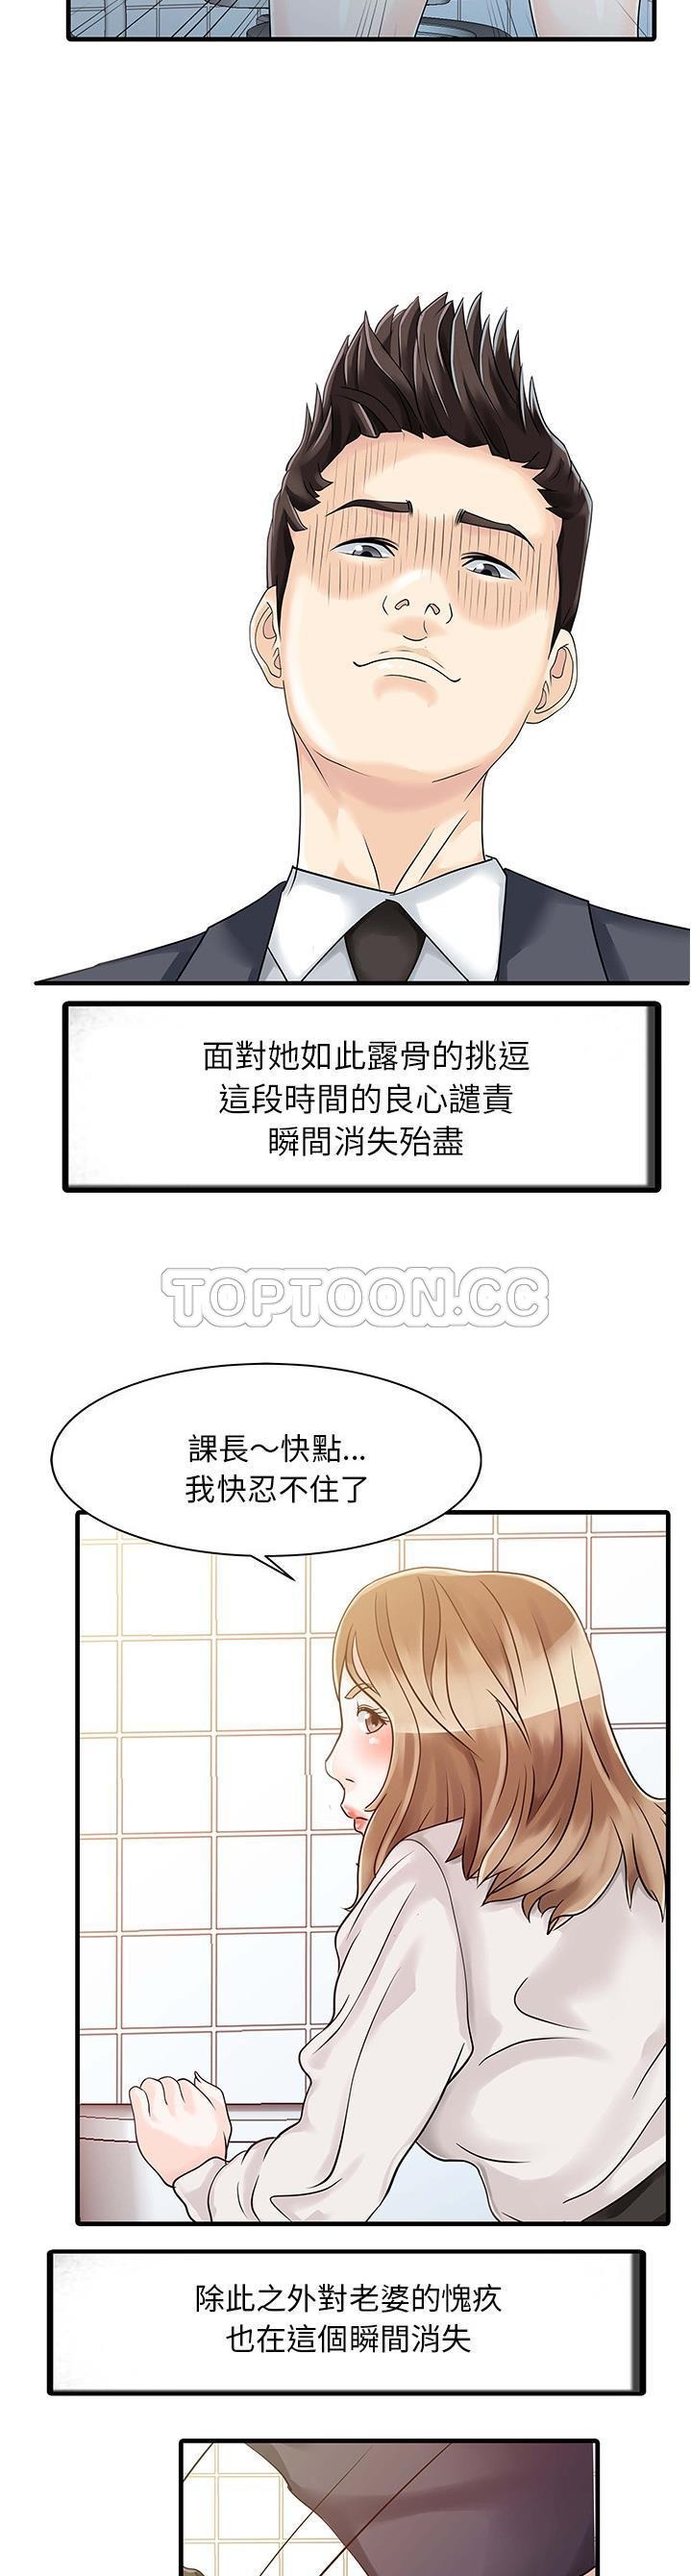 面對她如此露骨的挑逗
這段時間的良心譴責
瞬間消失殆盡
TOPTOON.CC
課長～快點...
我快忍不住了
除此之外對老婆的愧疚
也在這個瞬間消失